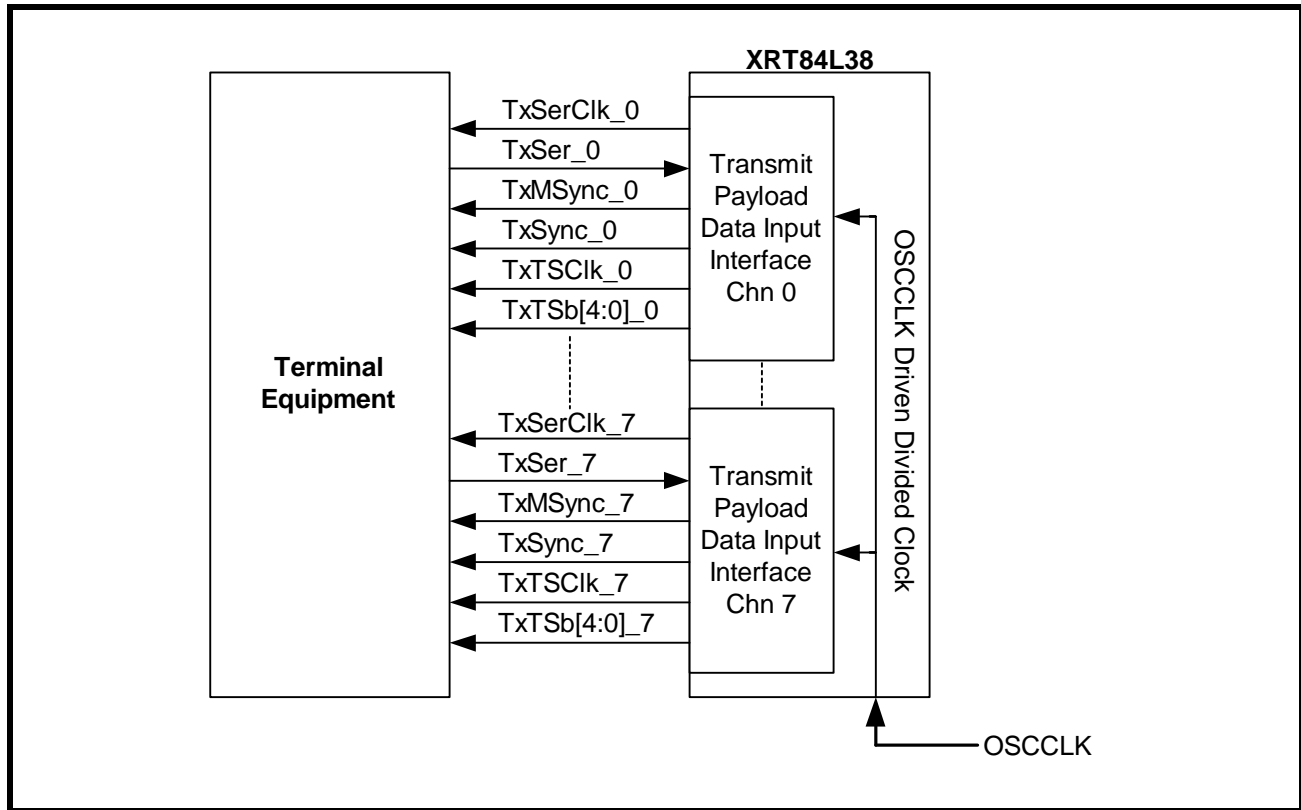 XRT84L38
TxSerClk_0
TxSer_0
TxMSync_0
TxSync_0
TxTSClk_0
TxTSb[4:0]_0
Transmit
Payload
Data Input
Interface
Chn 0
OSCCLK Driven Divided Clock
Terminal
Equipment
TxSerClk_7
TxSer_7
TxMSync_7
TxSync_7
TxTSClk_7
TxTSb[4:0]_7
Transmit
Payload
Data Input
Interface
Chn 7
OSCCLK